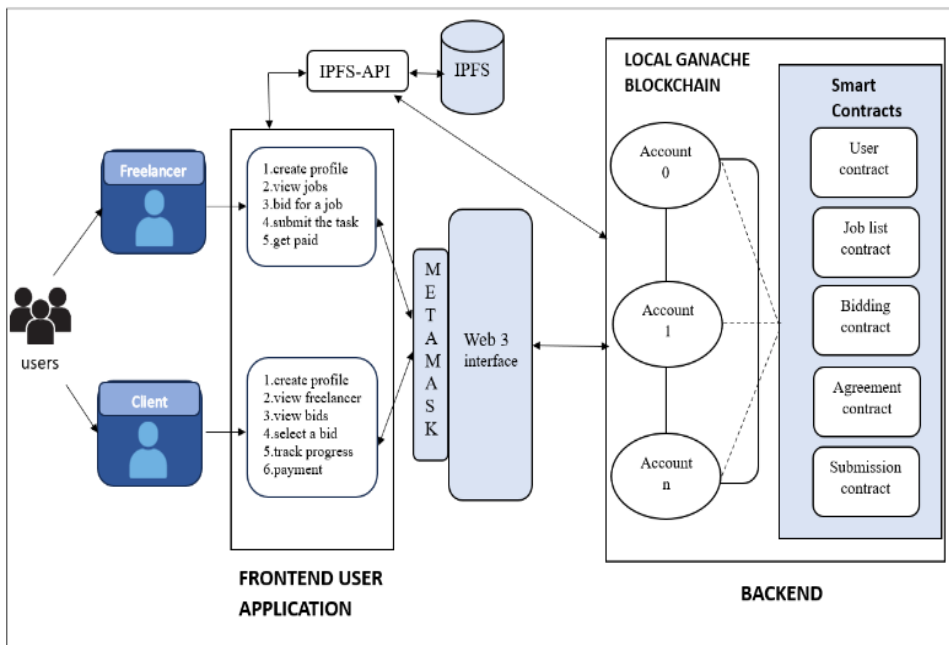 IPFS-API
IPFS
LOCAL GANACHE
BLOCKCHAIN
Smart
Contracts
Freelancer
1.create profile
2.view jobs
3.bid for a job
4.submit the task
5.get paid
Account
0
User
contract
Job list
contract
users
METAMASK
Web 3
interface
Account
1
Bidding
contract
Client
1.create profile
2.view freelancer
3.view bids
4.select a bid
5.track progress
6.payment
Agreement
contract
Account
n
Submission
contract
FRONTEND USER
APPLICATION
BACKEND